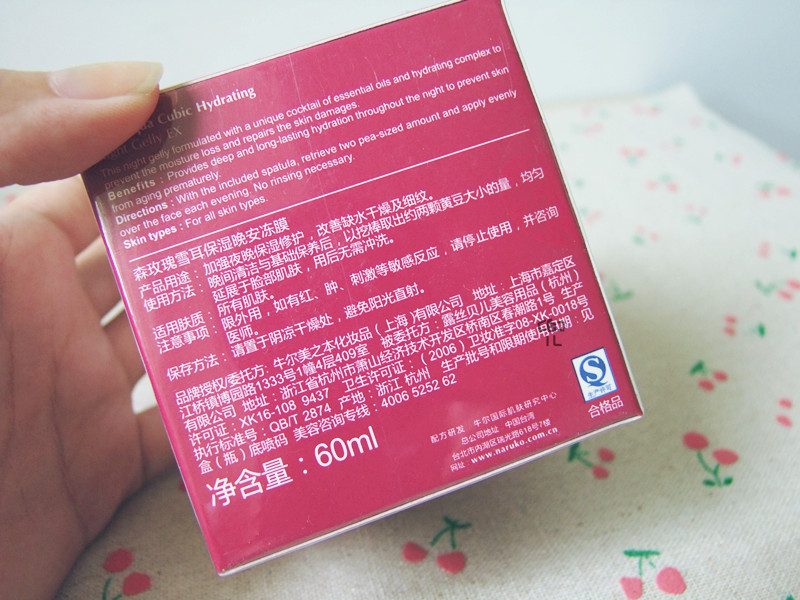 Cubic Hydrating
Night Gelly EX
This night gelly formulated with a unique cocktail of essential oils and hydrating complex to
prevent the moisture loss and repairs the skin damages.
Benefits : Provides deep and long-lasting hydration throughout the night to prevent skin
from aging prematurely.
Directions : With the included spatula, retrieve two pea-sized amount and apply evenly
over the face each evening. No rinsing necessary.
Skin types : For all skin types.
森玫瑰雪耳保湿晚安冻膜
产品用途：加强夜晚保湿修护，改善缺水干燥及细纹。
使用方法：晚间清洁与基础保养后，以挖棒取出约两颗黄豆大小的量，均匀
延展于脸部肌肤，用后无需冲洗。
适用肤质：所有肌肤。
注意事项：限外用，如有红、肿、刺激等敏感反应，请停止使用，并咨询
医师。
保存方法：请置于阴凉干燥处，避免阳光直射。
品牌授权/委托方：牛尔美之本化妆品（上海）有限公司 地址：上海市嘉定区
江桥镇博园路1333号1幢4层409室 被委托方：露丝贝儿美容用品（杭州）
有限公司 地址：浙江省杭州市萧山经济技术开发区桥南区春潮路1号 生产
许可证：XK16-108 9437 卫生许可证：（2006）卫妆准字08-XK-0018号
执行标准号：QB/T 2874 产地：浙江 杭州 生产批号和限期使用日期：见
盒（瓶）底喷码 美容咨询专线：4006 5252 62
净含量：60ml
配方研发 牛尔国际肌肤研究中心
总公司地址 中国台湾
台北市内湖区瑞光路618号7楼
网址：www.naruko.com.cn
生产许可
合格品